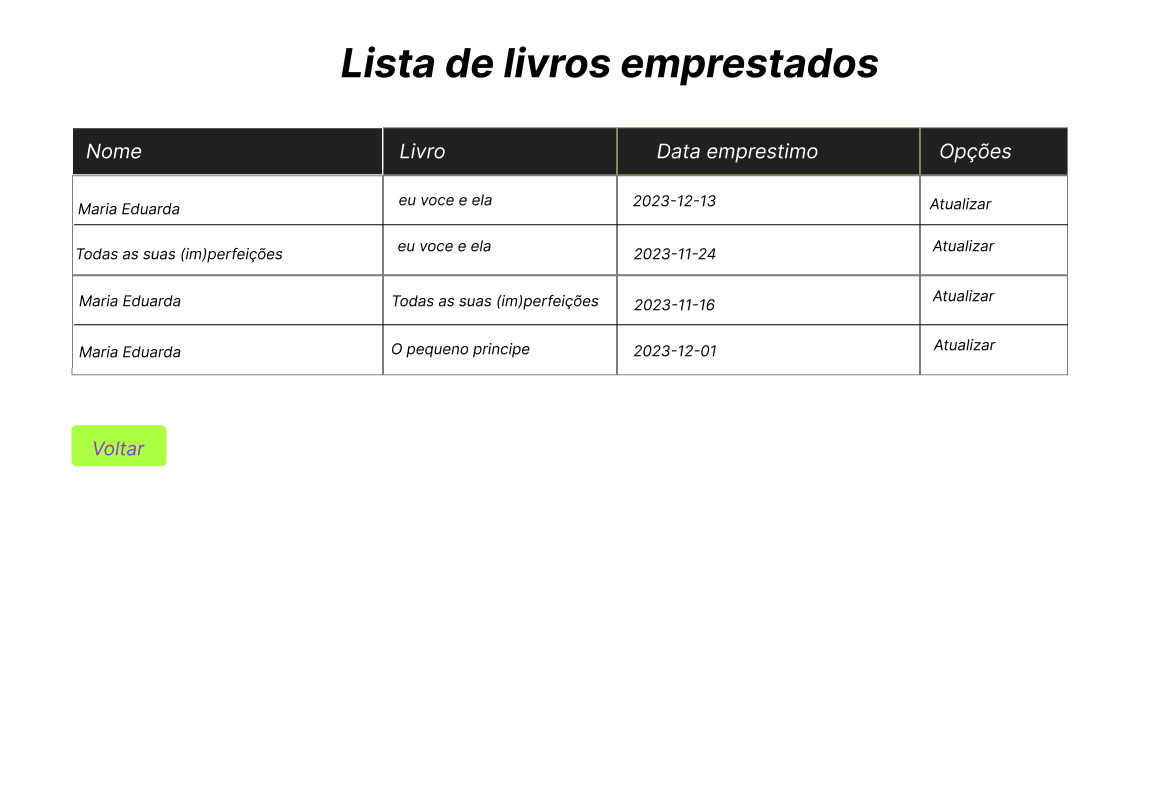 Lista de livros emprestados
Nome Livro Data emprestimo Opções
Maria Eduarda eu voce e ela 2023-12-13 Atualizar
Todas as suas (im)perfeições eu voce e ela 2023-11-24 Atualizar
Maria Eduarda Todas as suas (im)perfeições 2023-11-16 Atualizar
Maria Eduarda O pequeno principe 2023-12-01 Atualizar
Voltar